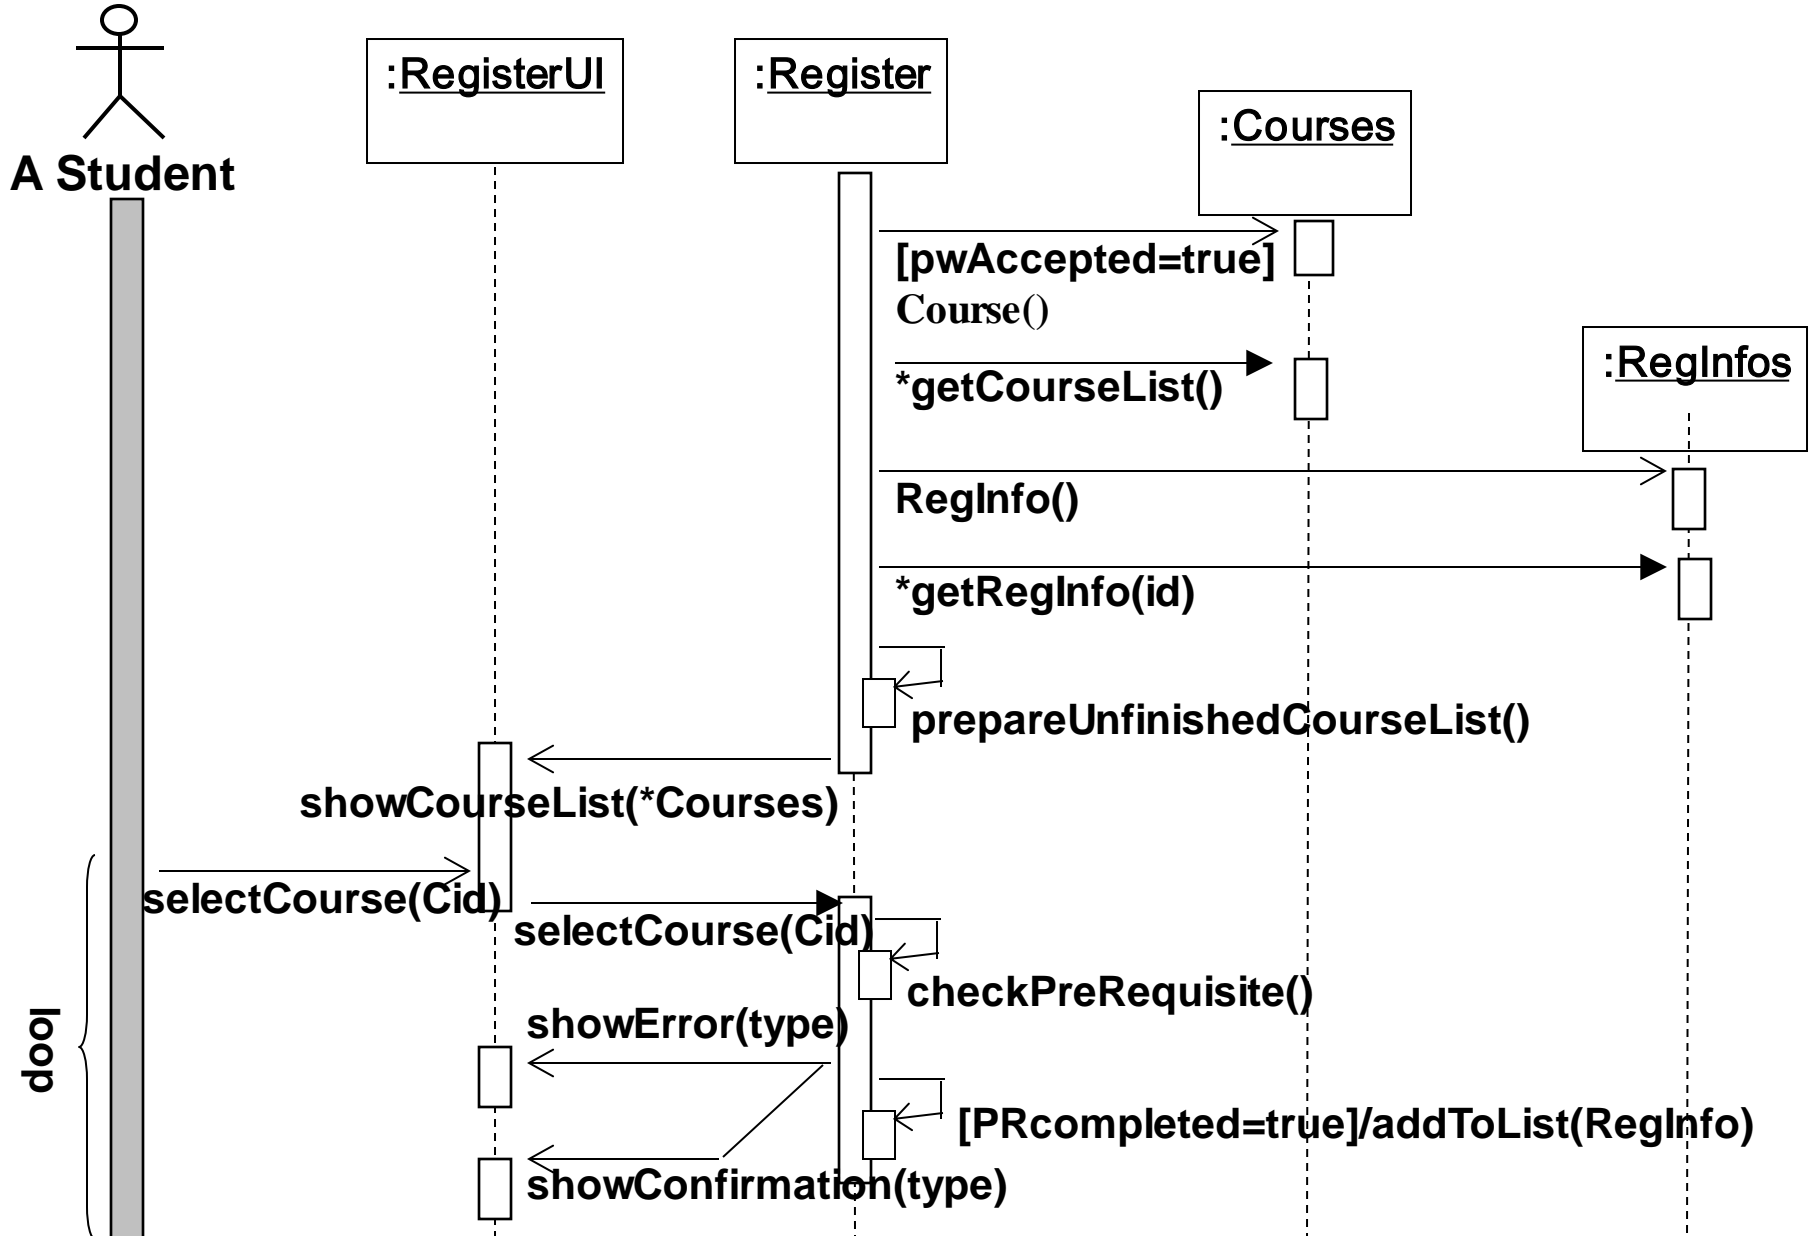 :RegisterUI
:Register
:Courses
A Student
[pwAccepted=true]
Course()
:RegInfos
*getCourseList()
RegInfo()
*getRegInfo(id)
prepareUnfinishedCourseList()
showCourseList(*Courses)
selectCourse(Cid)
selectCourse(Cid)
checkPreRequisite()
showError(type)
loop
[PRcompleted=true]/addToList(RegInfo)
showConfirmation(type)